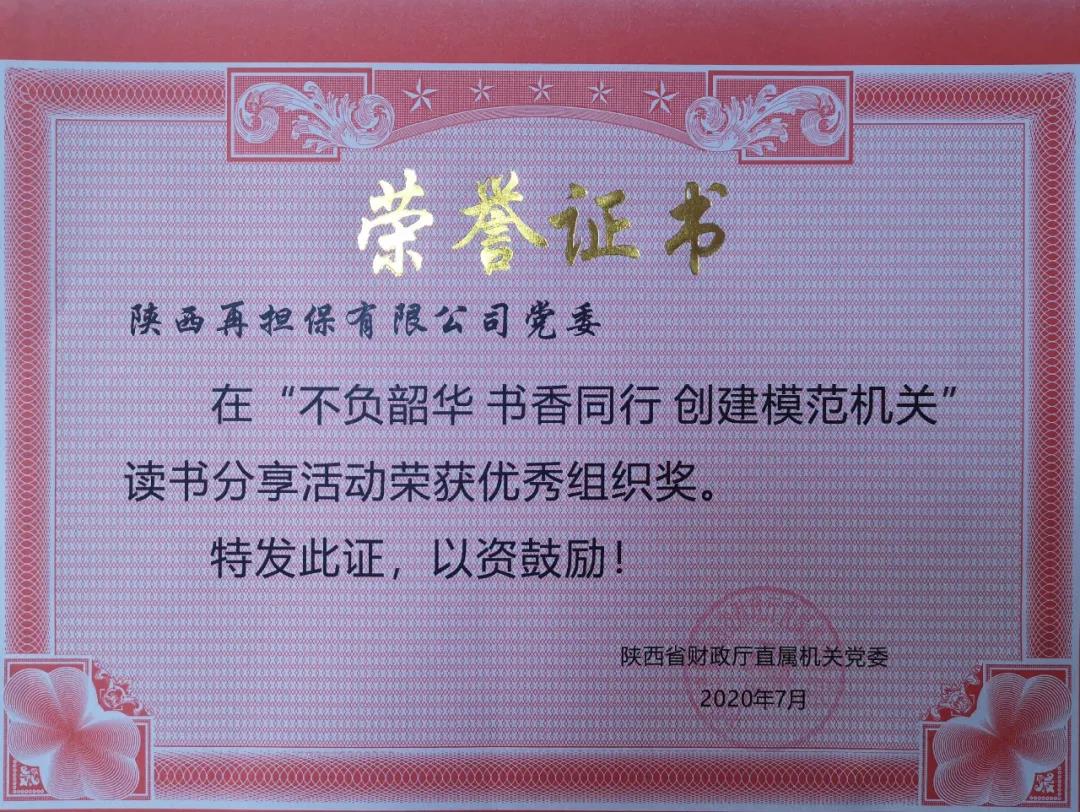 荣誉证书
陕西再担保有限公司党委
在“不负韶华 书香同行 创建模范机关”
读书分享活动荣获优秀组织奖。
特发此证，以资鼓励！
陕西省财政厅直属机关党委
2020年7月